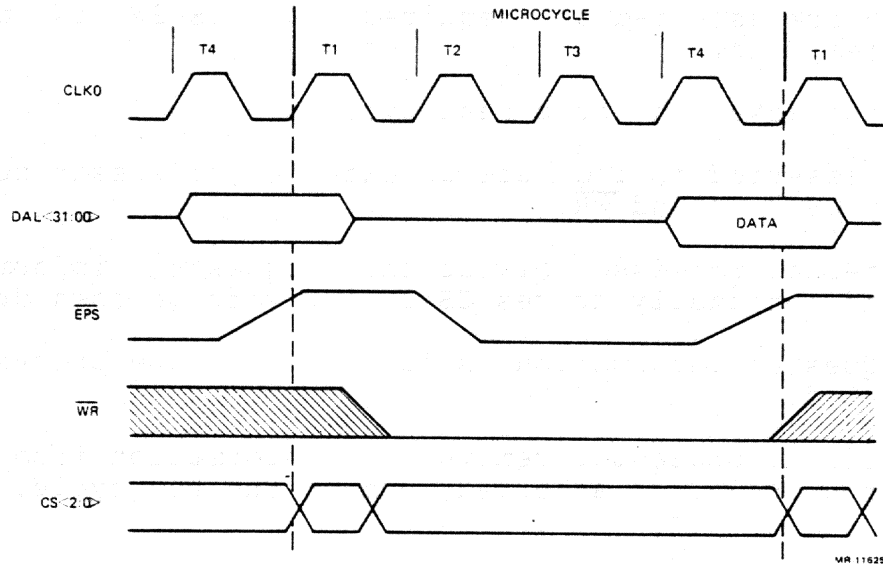 MICROCYCLE
T4 T1 T2 T3 T4 T1
CLKO
DAL<31:00>
DATA
EPS
WR
CS<2:0>
MR 11625